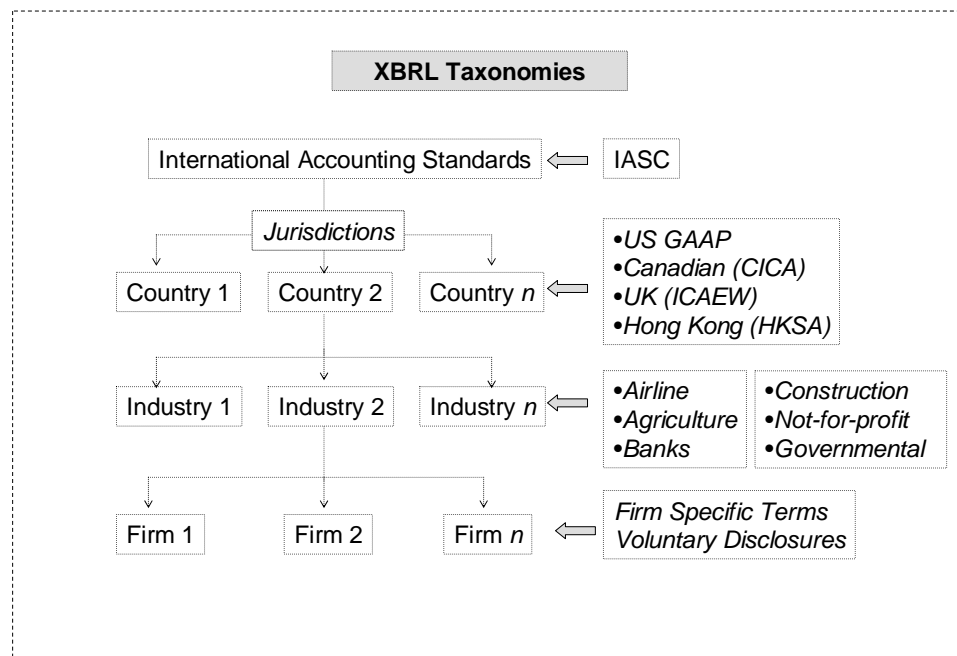 XBRL Taxonomies
International Accounting Standards
IASC
Jurisdictions
Country 1
Country 2
Country n
•US GAAP
•Canadian (CICA)
•UK (ICAEW)
•Hong Kong (HKSA)
Industry 1
Industry 2
Industry n
•Airline
•Agriculture
•Banks
•Construction
•Not-for-profit
•Governmental
Firm 1
Firm 2
Firm n
Firm Specific Terms
Voluntary Disclosures